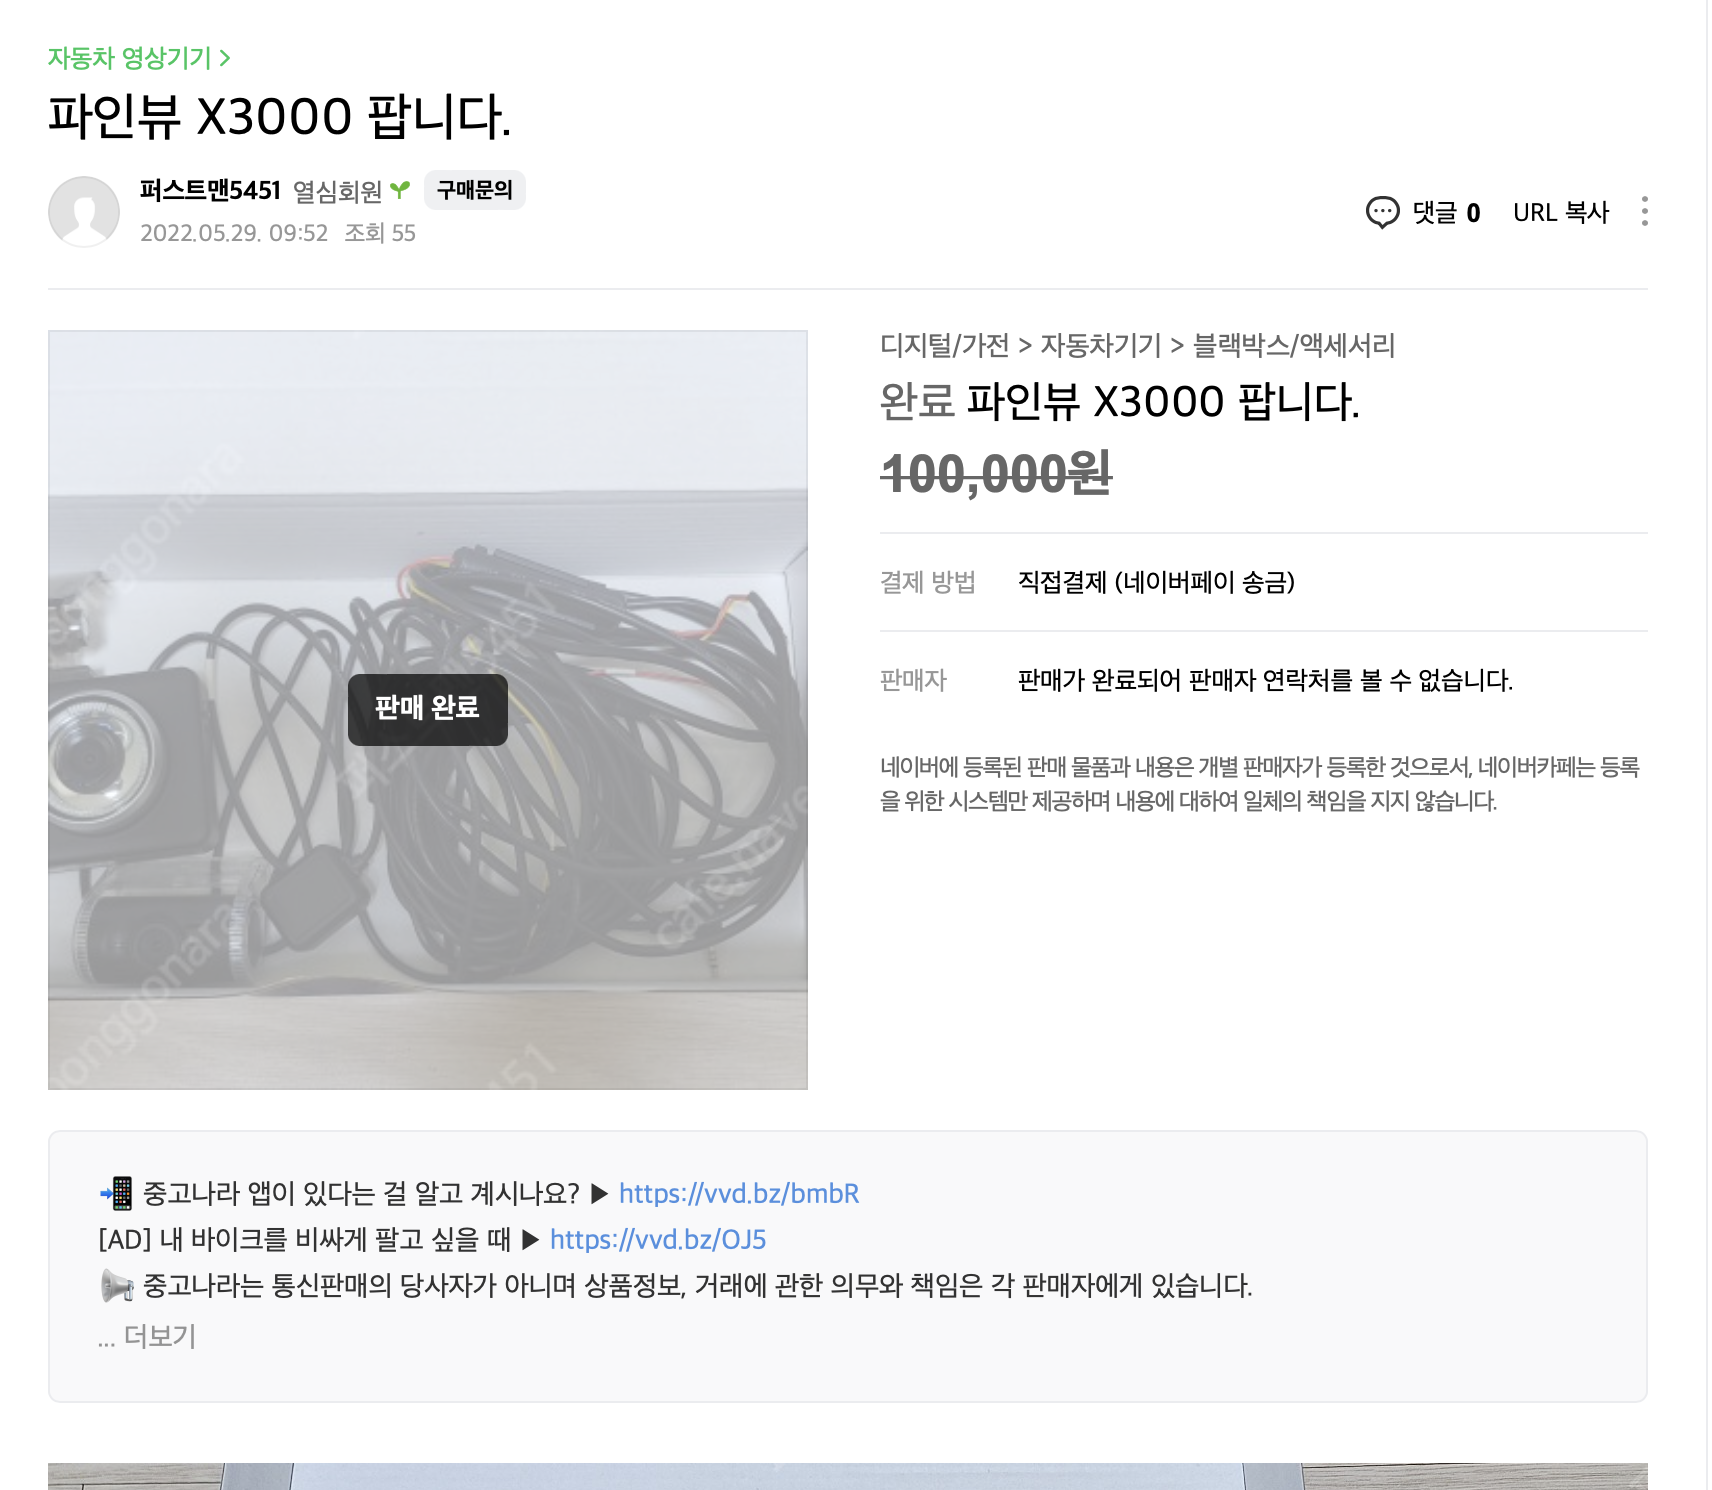 자동차 영상기기 >
파인뷰 X3000 팝니다.
퍼스트맨5451 열심회원 구매문의
2022.05.29. 09:52 조회 55
댓글 0 URL 복사
디지털/가전 > 자동차기기 > 블랙박스/액세서리
완료 파인뷰 X3000 팝니다.
100,000원
결제 방법 직접결제 (네이버페이 송금)
판매자 판매가 완료되어 판매자 연락처를 볼 수 없습니다.
네이버에 등록된 판매 물품과 내용은 개별 판매자가 등록한 것으로서, 네이버카페는 등록
을 위한 시스템만 제공하며 내용에 대하여 일체의 책임을 지지 않습니다.
판매 완료
📲 중고나라 앱이 있다는 걸 알고 계시나요? ▶ https://vvd.bz/bmbR
[AD] 내 바이크를 비싸게 팔고 싶을 때 ▶ https://vvd.bz/OJ5
📢 중고나라는 통신판매의 당사자가 아니며 상품정보, 거래에 관한 의무와 책임은 각 판매자에게 있습니다.
... 더보기